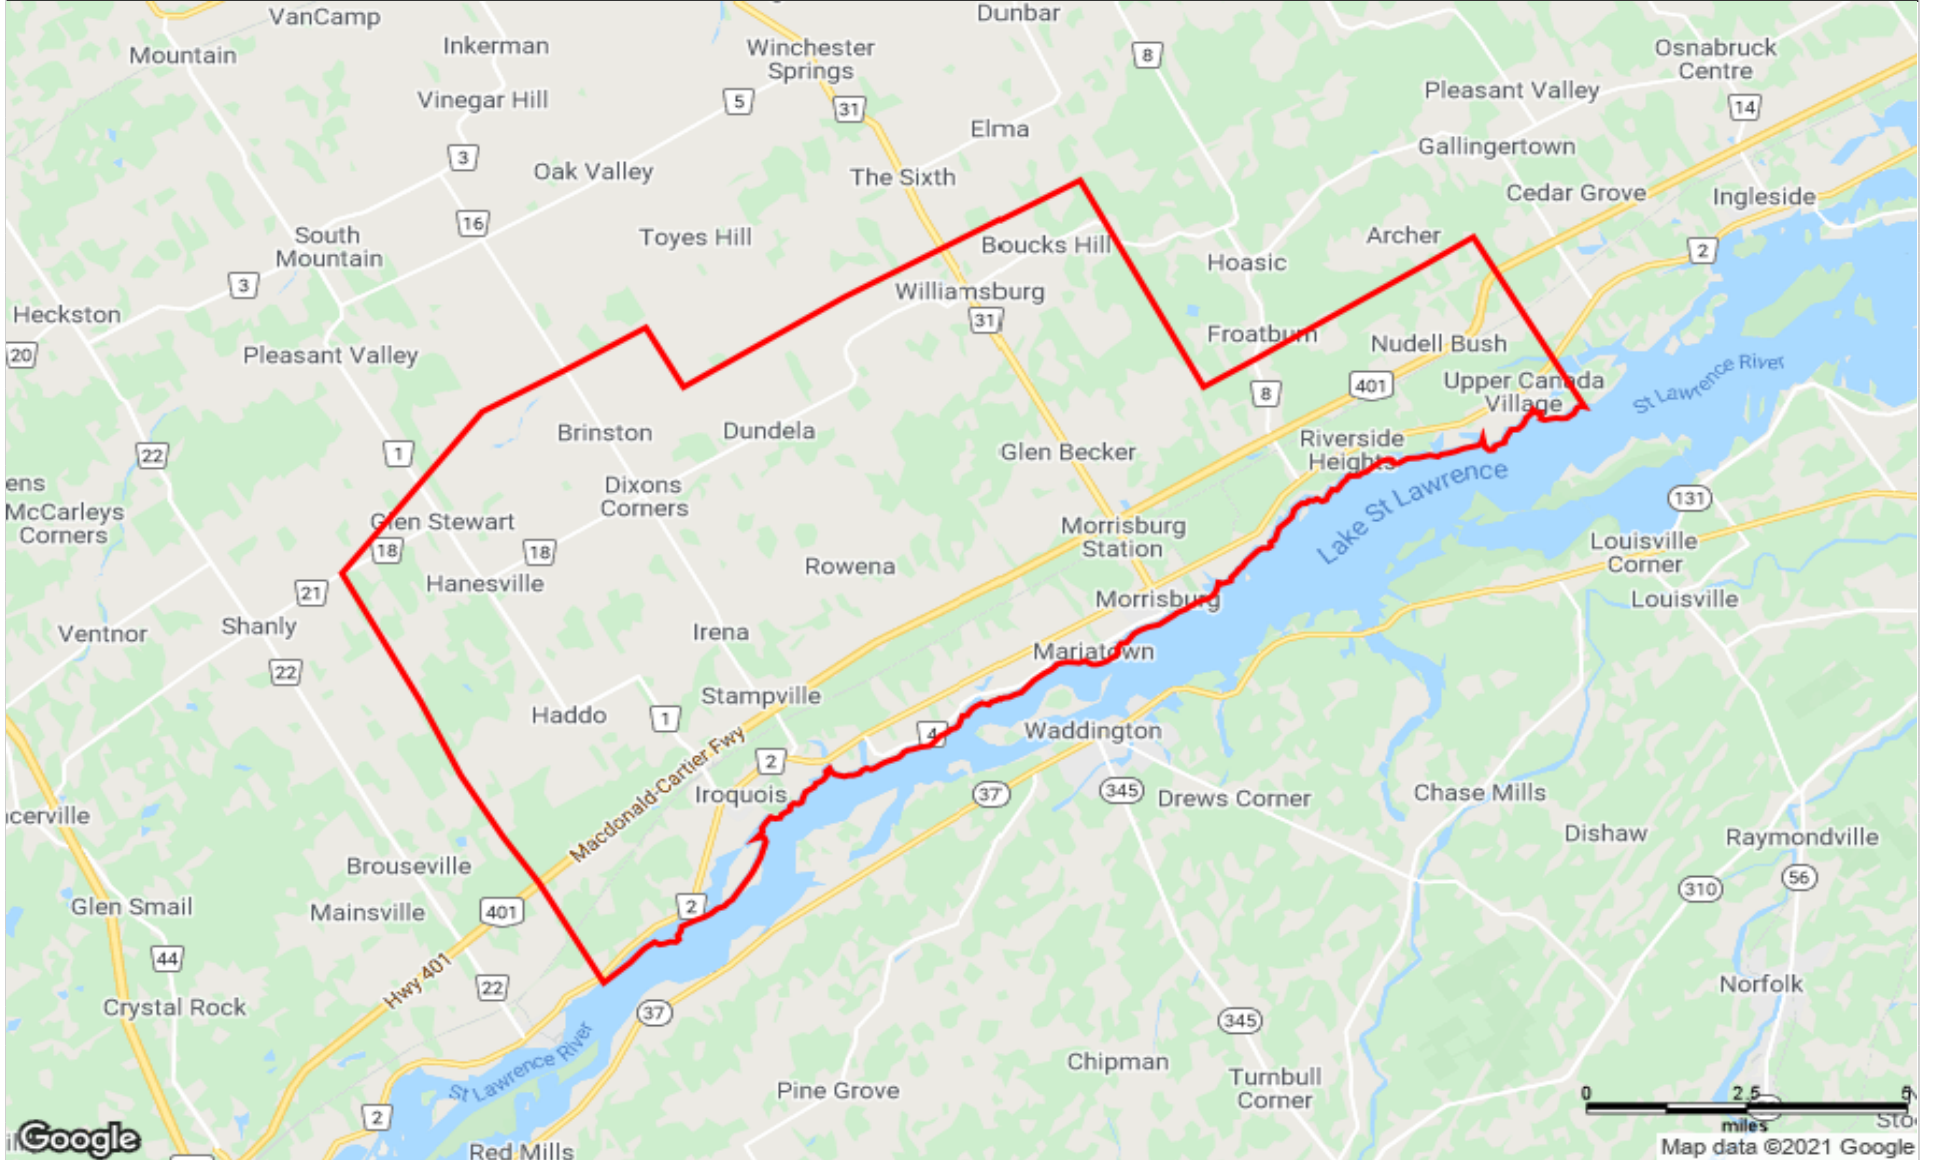 VanCamp
Dunbar
Mountain
Inkerman
Winchester
Springs
8
Osnabruck
Centre
Vinegar Hill
5
31
Pleasant Valley
14
Elma
3
Oak Valley
The Sixth
Gallingertown
Cedar Grove
Ingleside
16
South
Mountain
Toyes Hill
Boucks Hill
Archer
2
Hoasic
3
Heckston
Williamsburg
31
20
Pleasant Valley
Froatburn
Nudell Bush
St Lawrence River
401
8
Upper Canada
Village
22
1
Brinston
Dundela
Glen Becker
Riverside
Heights
ens
McCarleys
Corners
Dixons
Corners
Lake St Lawrence
131
Glen Stewart
18
18
Morrisburg
Station
Louisville
Corner
21
Hanesville
Rowena
Morrisburg
Louisville
Ventnor
Shanly
Irena
Mariatown
22
Stampville
Haddo
1
4
Waddington
Macdonald-Cartier Fwy
2
Iroquois
37
345
Drews Corner
Chase Mills
Dishaw
Raymondville
ncerville
Brouseville
310
56
Glen Smail
Mainsville
401
2
44
Hwy 401
22
Norfolk
Crystal Rock
37
345
St Lawrence River
Chipman
Pine Grove
Turnbull
Corner
2
0 2.5 5
miles
Sto
Google
Red Mills
Map data ©2021 Google